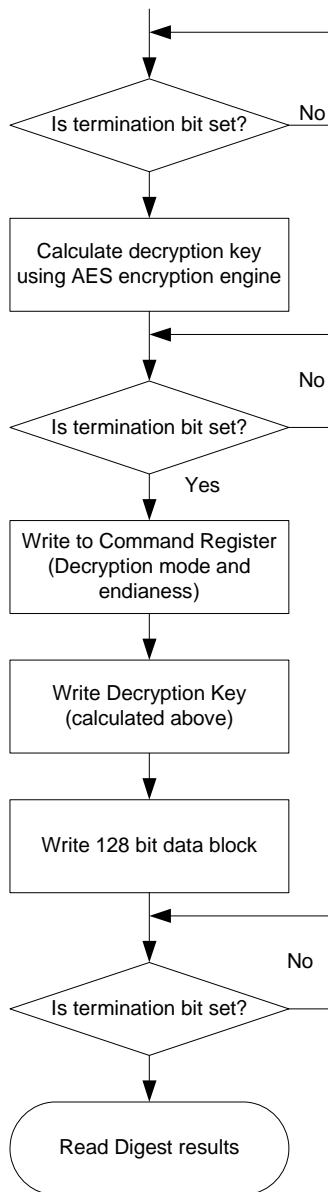 Is termination bit set?
No
Calculate decryption key
using AES encryption engine
No
Is termination bit set?
Yes
Write to Command Register
(Decryption mode and
endianess)
Write Decryption Key
(calculated above)
Write 128 bit data block
No
Is termination bit set?
Read Digest results